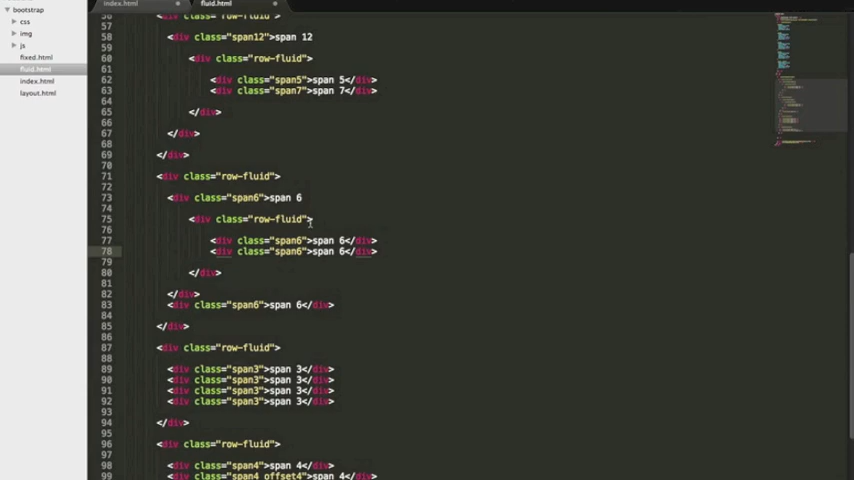 index.html
fluid.html
bootstrap
css
img
js
fixed.html
fluid.html
index.html
layout.html
56 <div class="row-fluid">
57
58 <div class="span12">span 12
59
60 <div class="row-fluid">
61
62 <div class="span5">span 5</div>
63 <div class="span7">span 7</div>
64
65 </div>
66
67 </div>
68
69 </div>
70
71 <div class="row-fluid">
72
73 <div class="span6">span 6
74
75 <div class="row-fluid">
76
77 <div class="span6">span 6</div>
78 <div class="span6">span 6</div>
79
80 </div>
81
82 </div>
83 <div class="span6">span 6</div>
84
85 </div>
86
87 <div class="row-fluid">
88
89 <div class="span3">span 3</div>
90 <div class="span3">span 3</div>
91 <div class="span3">span 3</div>
92 <div class="span3">span 3</div>
93
94 </div>
95
96 <div class="row-fluid">
97
98 <div class="span4">span 4</div>
99 <div class="span4 offset4">span 4</div>